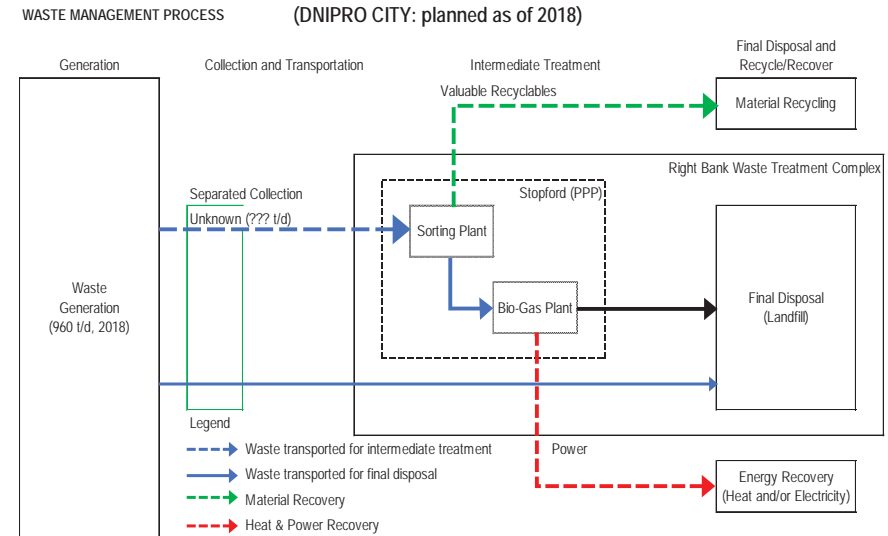 WASTE MANAGEMENT PROCESS
(DNIPRO CITY: planned as of 2018)
Generation
Collection and Transportation
Intermediate Treatment
Final Disposal and
Recycle/Recover
Valuable Recyclables
Material Recycling
Right Bank Waste Treatment Complex
Separated Collection
Stopford (PPP)
Unknown (??? t/d)
Sorting Plant
Waste
Generation
(960 t/d, 2018)
Bio-Gas Plant
Final Disposal
(Landfill)
Legend
Waste transported for intermediate treatment
Power
Waste transported for final disposal
Energy Recovery
(Heat and/or Electricity)
Material Recovery
Heat & Power Recovery